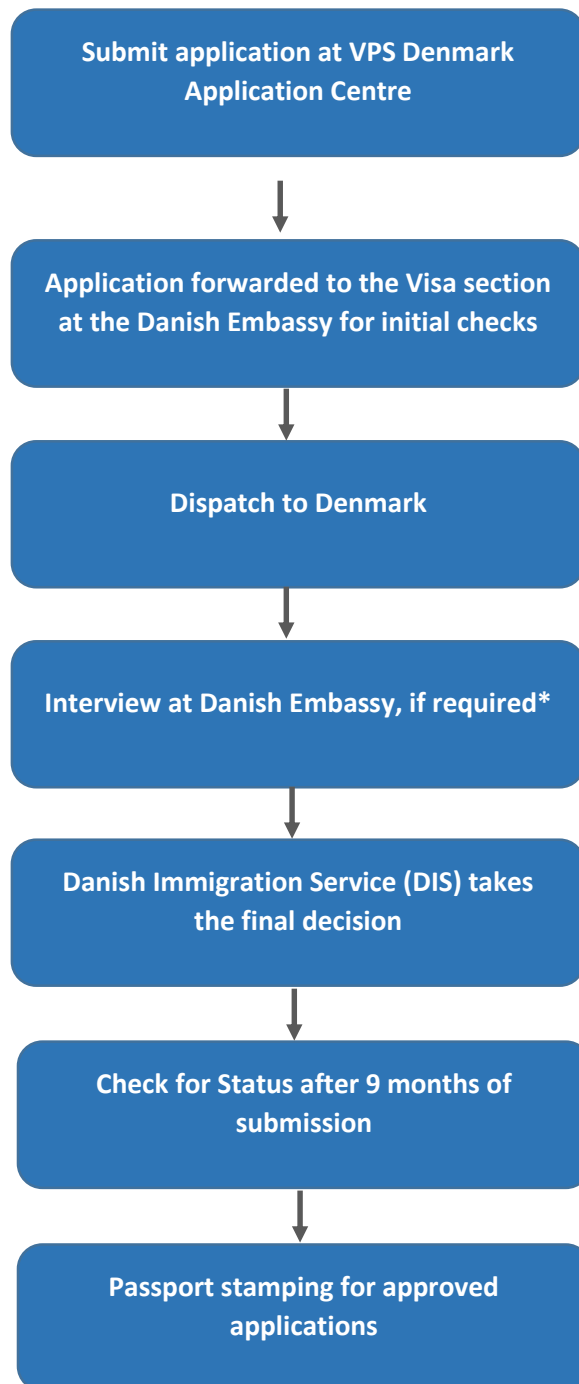 Submit application at VPS Denmark
Application Centre
Application forwarded to the Visa section
at the Danish Embassy for initial checks
Dispatch to Denmark
Interview at Danish Embassy, if required*
Danish Immigration Service (DIS) takes
the final decision
Check for Status after 9 months of
submission
Passport stamping for approved
applications